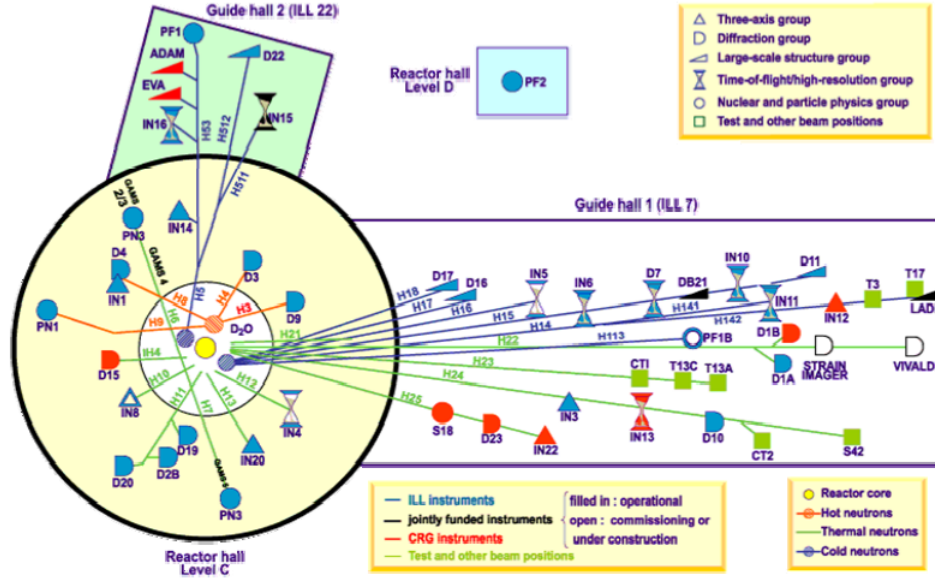 Guide hall 2 (ILL 22)
PF1
D22
ADAM
EVA
IN16
IN15
H53
H512
H511
Reactor hall
Level D
PF2
Three-axis group
Diffraction group
Large-scale structure group
Time-of-flight/high-resolution group
Nuclear and particle physics group
Test and other beam positions
GAMS
2/3
PN3
IN14
GAMS 4
D4
IN1
D3
H8
H5
H4
H6
H3
D9
PN1
H9
D2O
H21
D15
IH4
IN8
H10
H11
H7
H13
H12
IN4
D19
D2B
D20
IN20
GAMS 5
PN3
Reactor hall
Level C
Guide hall 1 (ILL 7)
D17
D16
IN5
IN6
D7
DB21
IN10
D11
IN11
IN12
T3
T17
LADI
H18
H17
H16
H15
H14
H141
H142
H113
PF1B
D1B
D1A
H22
STRAIN
IMAGER
VIVALDI
H23
H24
H25
CTI
T13C
T13A
S18
D23
IN22
IN3
IN13
D10
CT2
S42
ILL instruments
jointly funded instruments
CRG instruments
Test and other beam positions
filled in : operational
open : commissioning or
under construction
Reactor core
Hot neutrons
Thermal neutrons
Cold neutrons